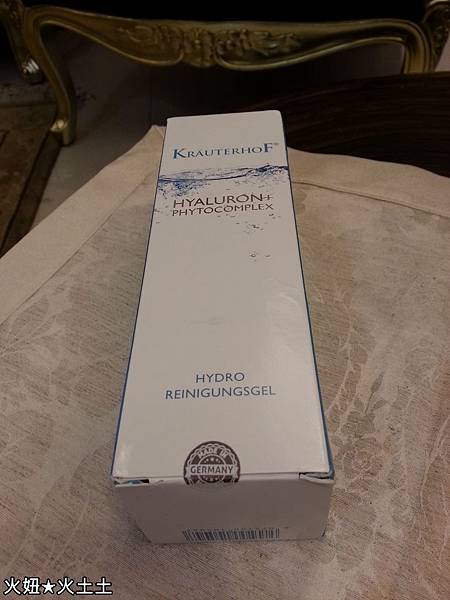 KRÄUTERHOF®
HYALURON+
PHYTOCOMPLEX
HYDRO
REINIGUNGSGEL
MADE IN
GERMANY
火妞★火土土